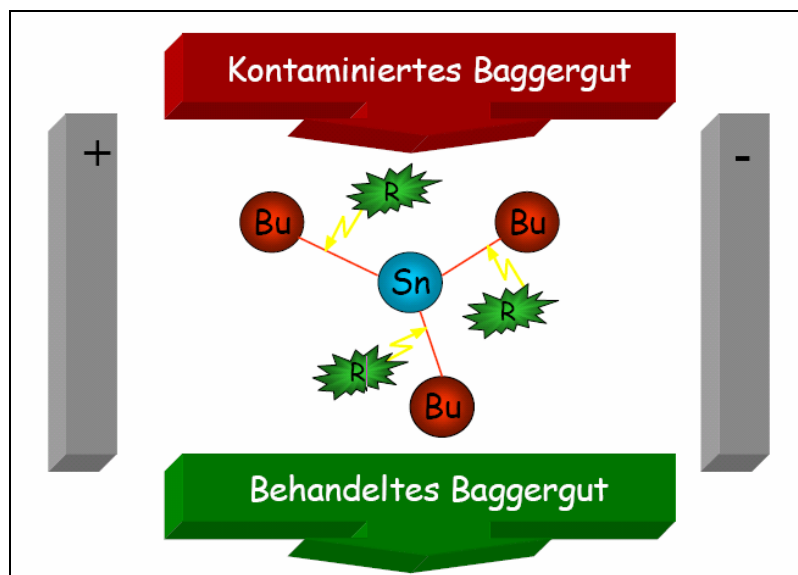 Kontaminiertes Baggergut
+
-
R
Bu
Bu
Sn
R
R
Bu
Behandeltes Baggergut